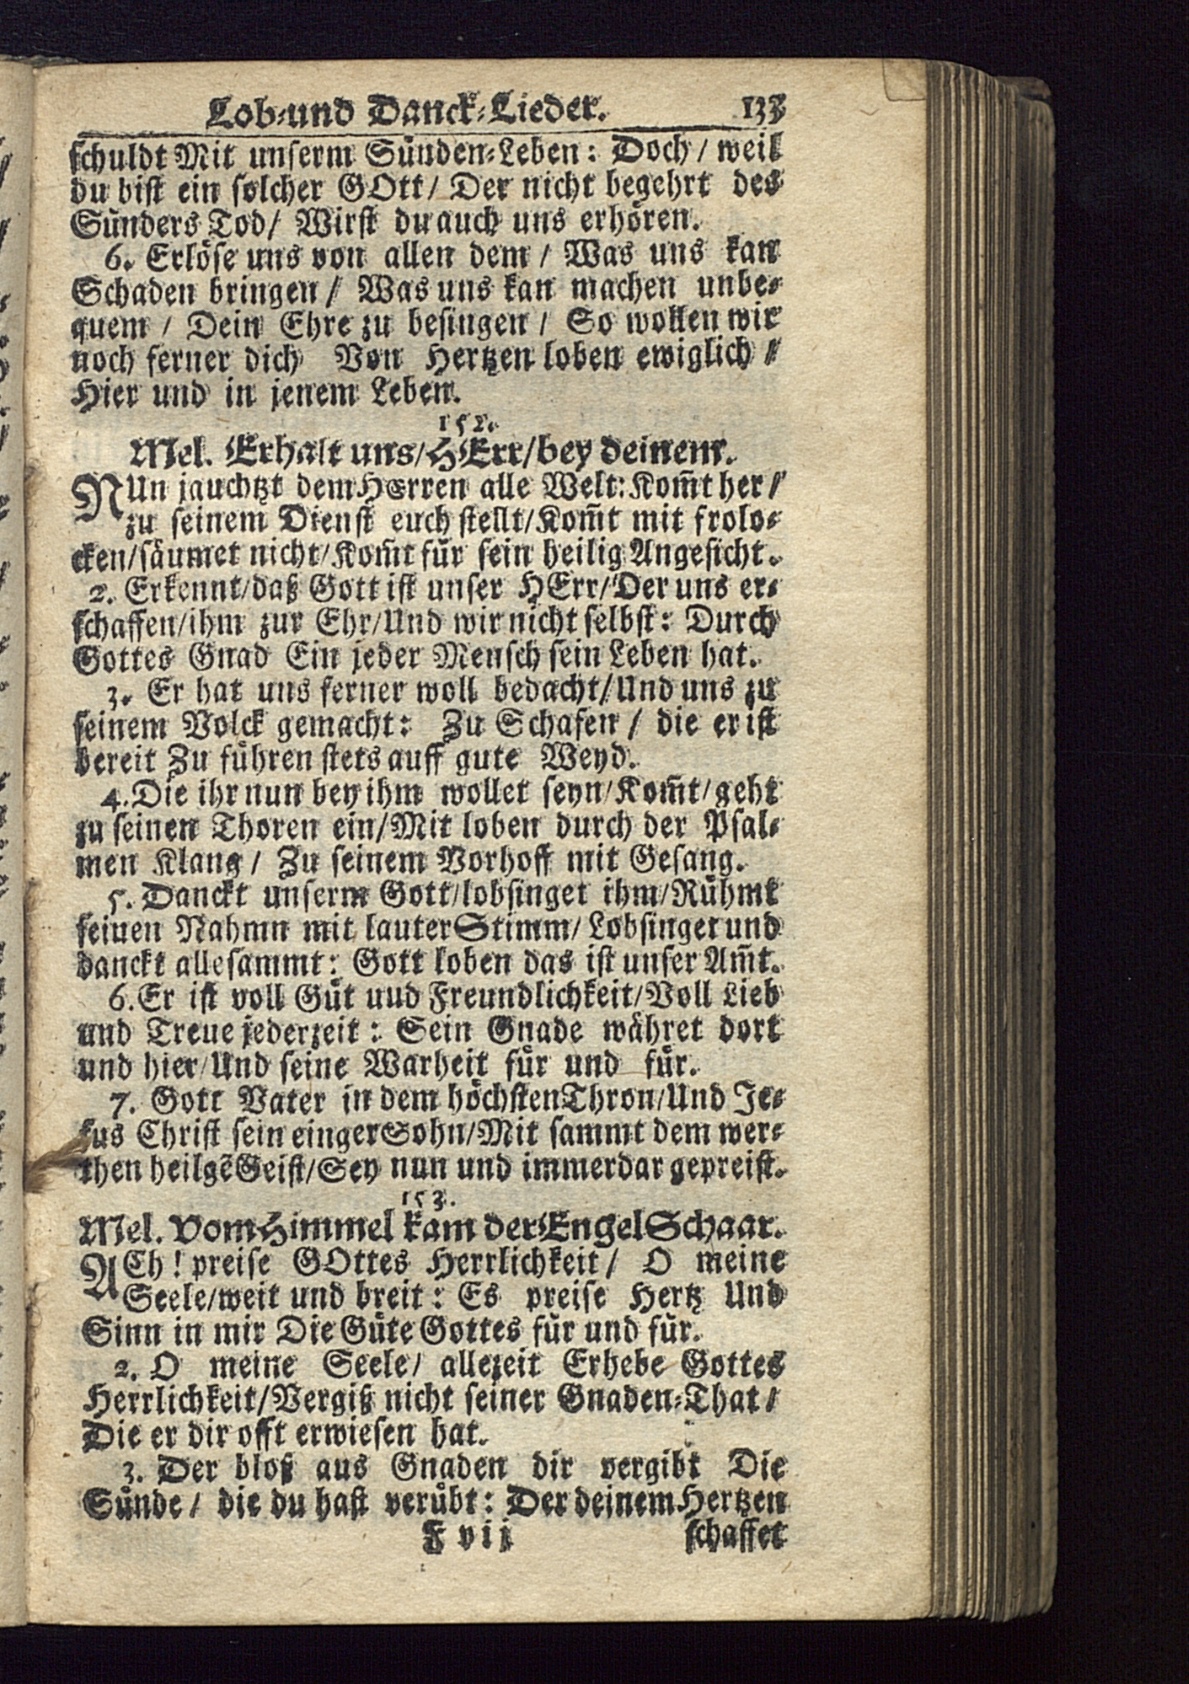 Lob-und Danck-Lieder. 133
schuldt Mit unserm Sünden-Leben: Doch/ weil
du bist ein solcher GOtt/ Der nicht begehrt des
Sünders Tod/ Wirst du auch uns erhören.
6. Erlöse uns von allen dem/ Was uns kan
Schaden bringen/ Was uns kan machen unbe-
quem/ Dein Ehre zu besingen/ So wollen wir
noch ferner dich Von Hertzen loben ewiglich/
Hier und in jenem Leben.
152.
Mel. Erhalt uns/HErr/bey deinem.
NUn jauchtzt dem Herren alle Welt: Kom̃t her/
zu seinem Dienst euch stellt/Kom̃t mit frolo-
cken/säumet nicht/Kom̃t für sein heilig Angesicht.
2. Erkennt/daß Gott ist unser HErr/Der uns er-
schaffen/ihm zur Ehr/Und wir nicht selbst: Durch
Gottes Gnad Ein jeder Mensch sein Leben hat.
3. Er hat uns ferner woll bedacht/Und uns zu
seinem Volck gemacht: Zu Schafen/ die er ist
bereit Zu führen stets auff gute Weyd.
4. Die ihr nun bey ihm wollet seyn/Kom̃t/geht
zu seinen Thoren ein/Mit loben durch der Psal-
men Klang/ Zu seinem Vorhoff mit Gesang.
5. Danckt unserm Gott/lobsinget ihm/Rühmt
seiuen Nahmn mit lauter Stimm/Lobsinget und
danckt allesammt: Gott loben das ist unser Am̃t.
6. Er ist voll Güt uud Freundlichkeit/Voll Lieb
und Treue jederzeit: Sein Gnade währet dort
und hier/Und seine Warheit für und für.
7. Gott Vater in dem höchsten Thron/Und Je-
sus Christ sein einger Sohn/Mit sammt dem wer-
then heilgẽ Geist/Sey nun und immerdar gepreist.
153.
Mel. Vom Himmel kam der Engel Schaar.
ACh! preise GOttes Herrlichkeit/ O meine
Seele/weit und breit: Es preise Hertz Und
Sinn in mir Die Güte Gottes für und für.
2. O meine Seele/ allezeit Erhebe Gottes
Herrlichkeit/Vergiß nicht seiner Gnaden-That/
Die er dir offt erwiesen hat.
3. Der bloß aus Gnaden dir vergibt Die
Sünde/ die du hast verübt: Der deinem Hertzen
F vij schaffet